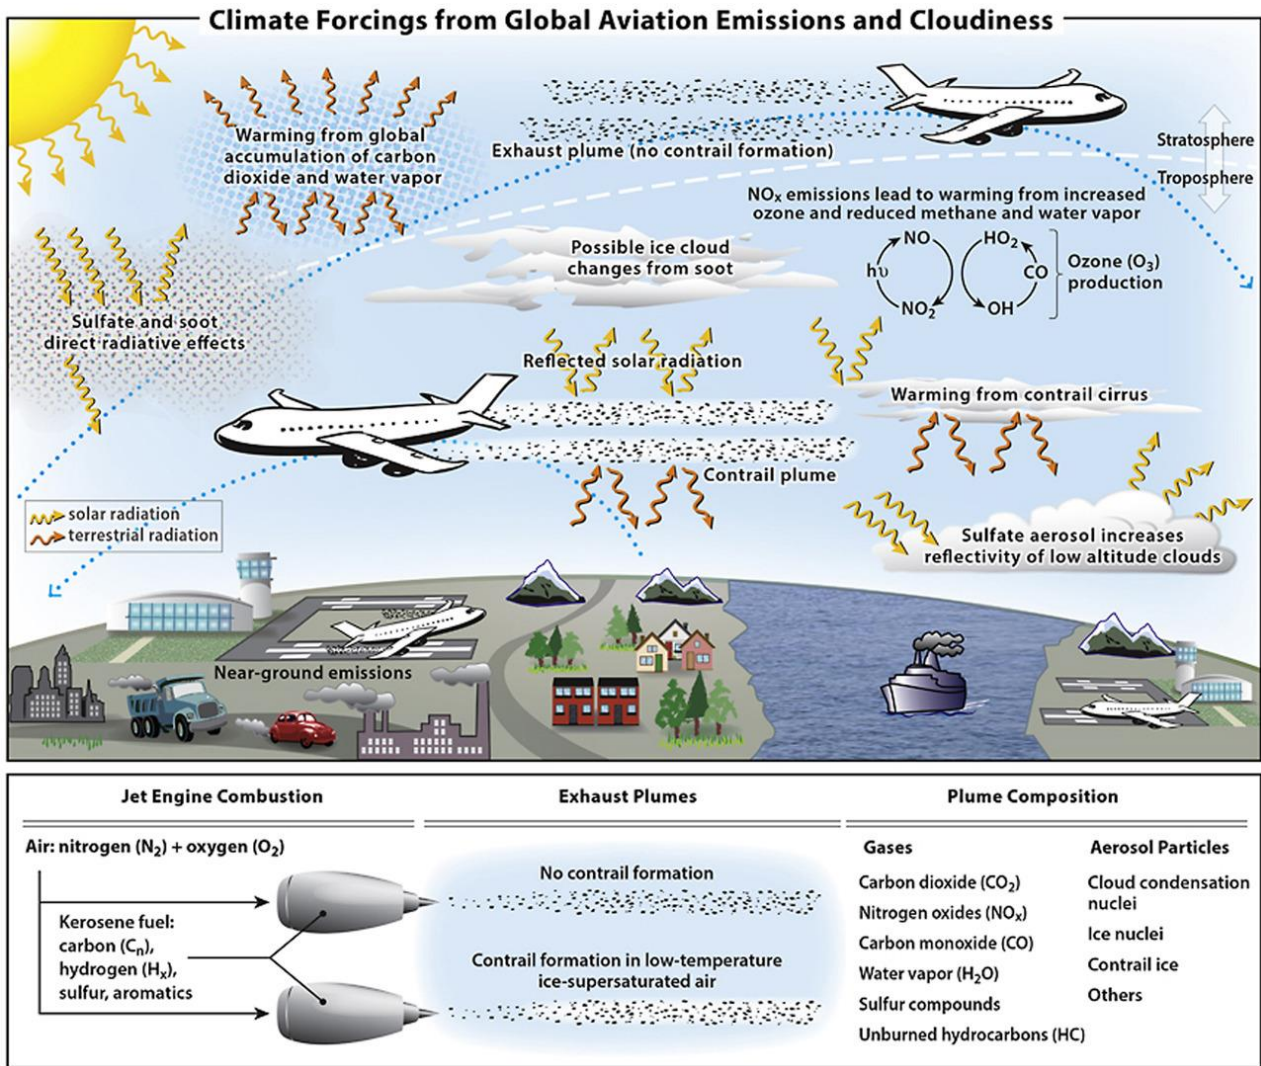 Climate Forcings from Global Aviation Emissions and Cloudiness
Warming from global
accumulation of carbon
dioxide and water vapor
Exhaust plume (no contrail formation)
Stratosphere
Troposphere
NOx emissions lead to warming from increased
ozone and reduced methane and water vapor
NO
HO2
hυ
CO
NO2
OH
Ozone (O3)
production
Possible ice cloud
changes from soot
Sulfate and soot
direct radiative effects
Reflected solar radiation
Warming from contrail cirrus
Contrail plume
solar radiation
terrestrial radiation
Sulfate aerosol increases
reflectivity of low altitude clouds
Near-ground emissions
Jet Engine Combustion
Air: nitrogen (N2) + oxygen (O2)
Kerosene fuel:
carbon (Cn),
hydrogen (Hx),
sulfur, aromatics
Exhaust Plumes
No contrail formation
Contrail formation in low-temperature
ice-supersaturated air
Plume Composition
Gases
Carbon dioxide (CO2)
Nitrogen oxides (NOx)
Carbon monoxide (CO)
Water vapor (H2O)
Sulfur compounds
Unburned hydrocarbons (HC)
Aerosol Particles
Cloud condensation
nuclei
Ice nuclei
Contrail ice
Others